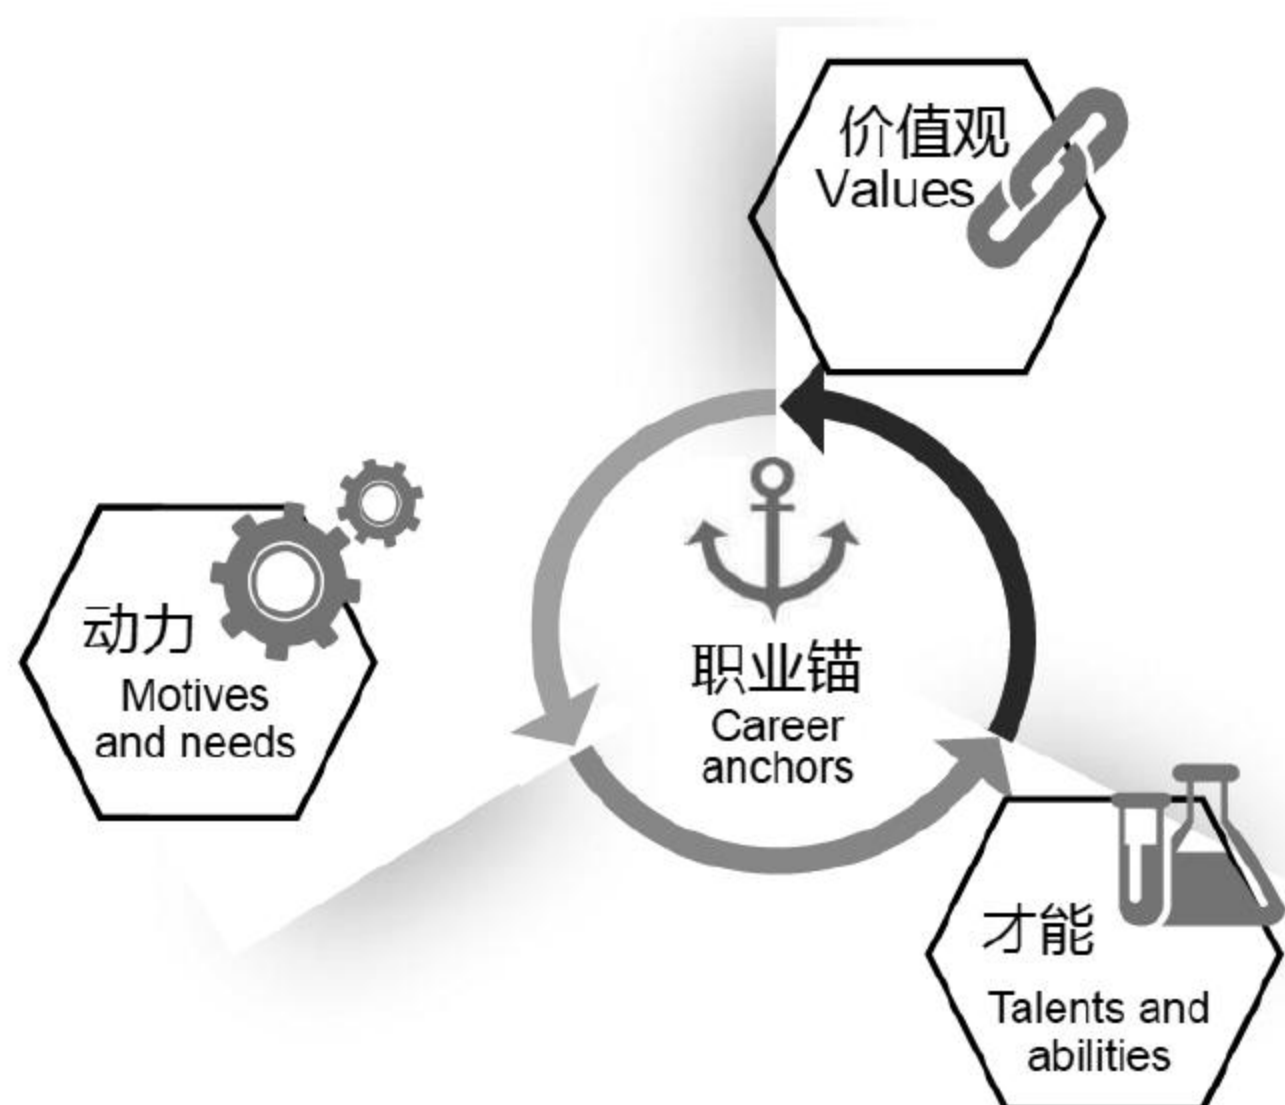 价值观
Values
动力
Motives
and needs
职业锚
Career
anchors
才能
Talents and
abilities